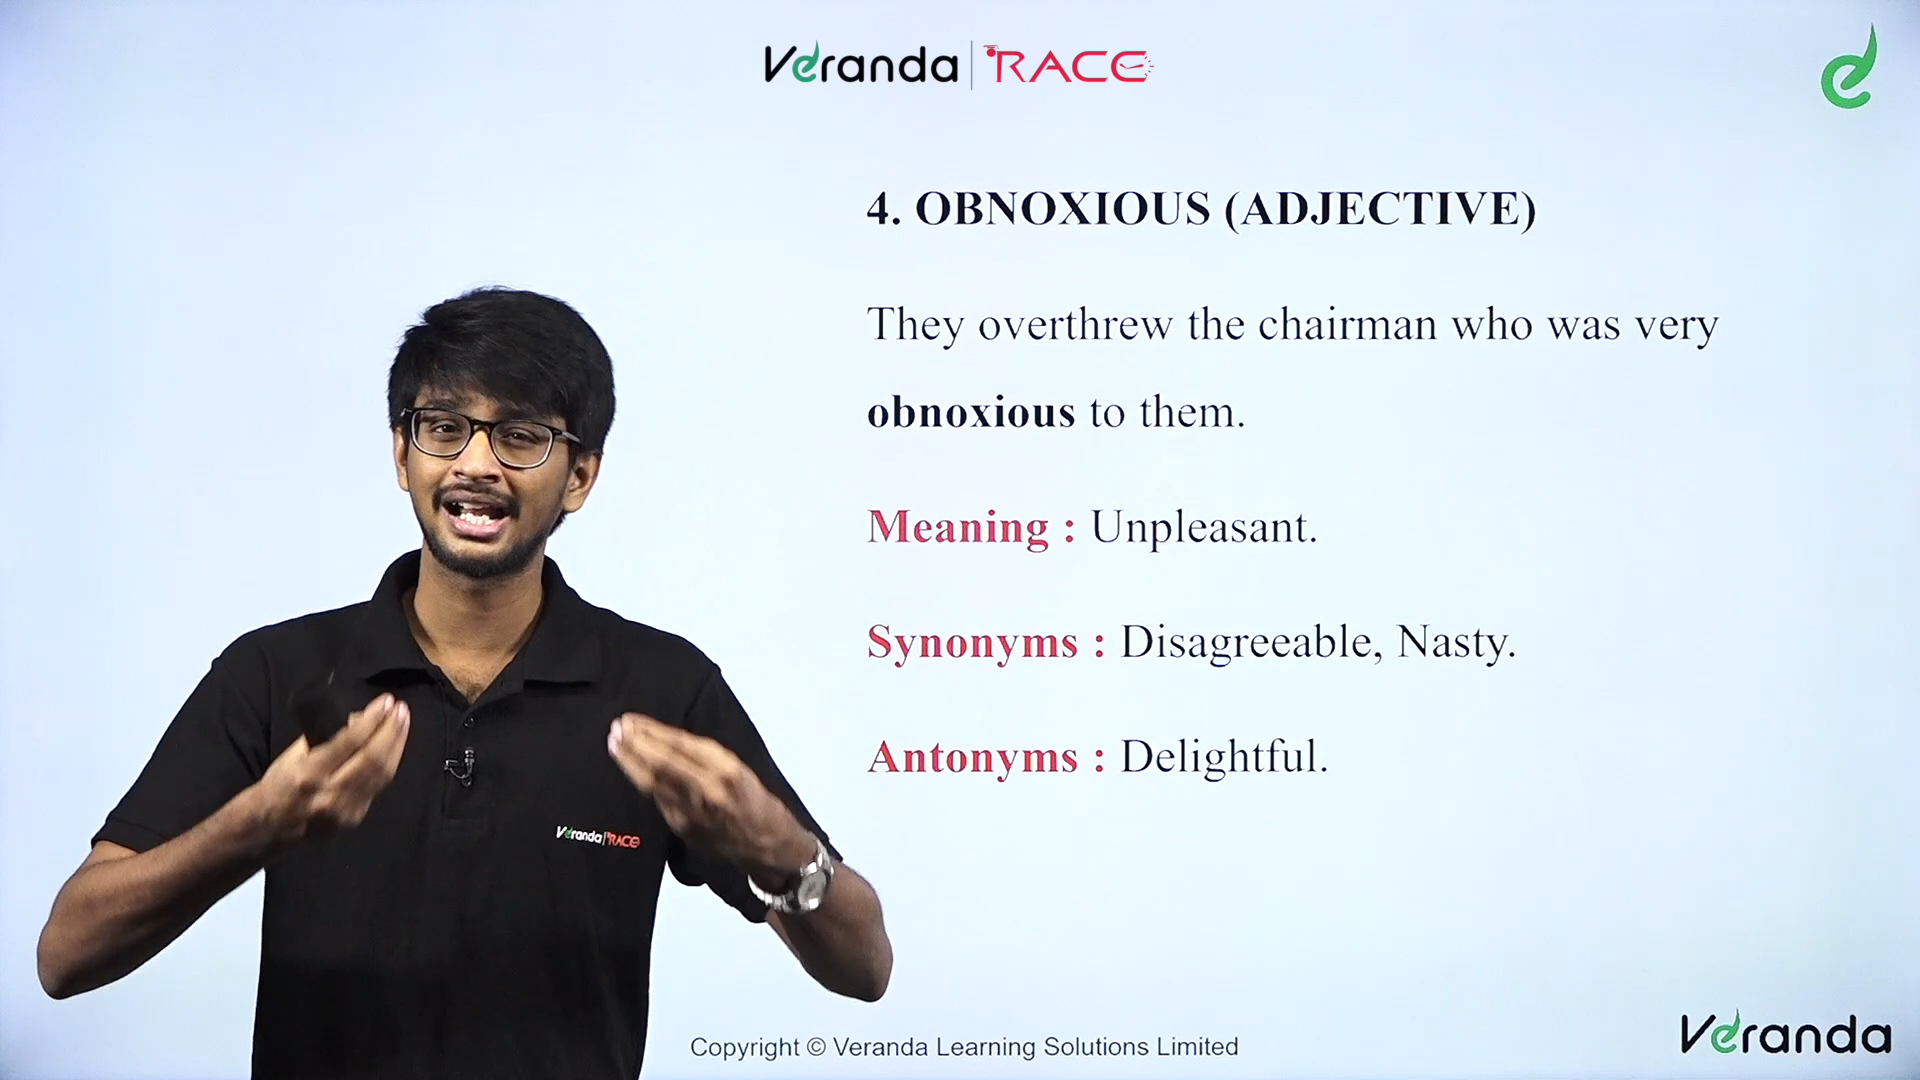 Veranda RACE
4. OBNOXIOUS (ADJECTIVE)
They overthrew the chairman who was very
obnoxious to them.
Meaning : Unpleasant.
Synonyms : Disagreeable, Nasty.
Antonyms : Delightful.
Veranda RACE
Copyright © Veranda Learning Solutions Limited
Veranda